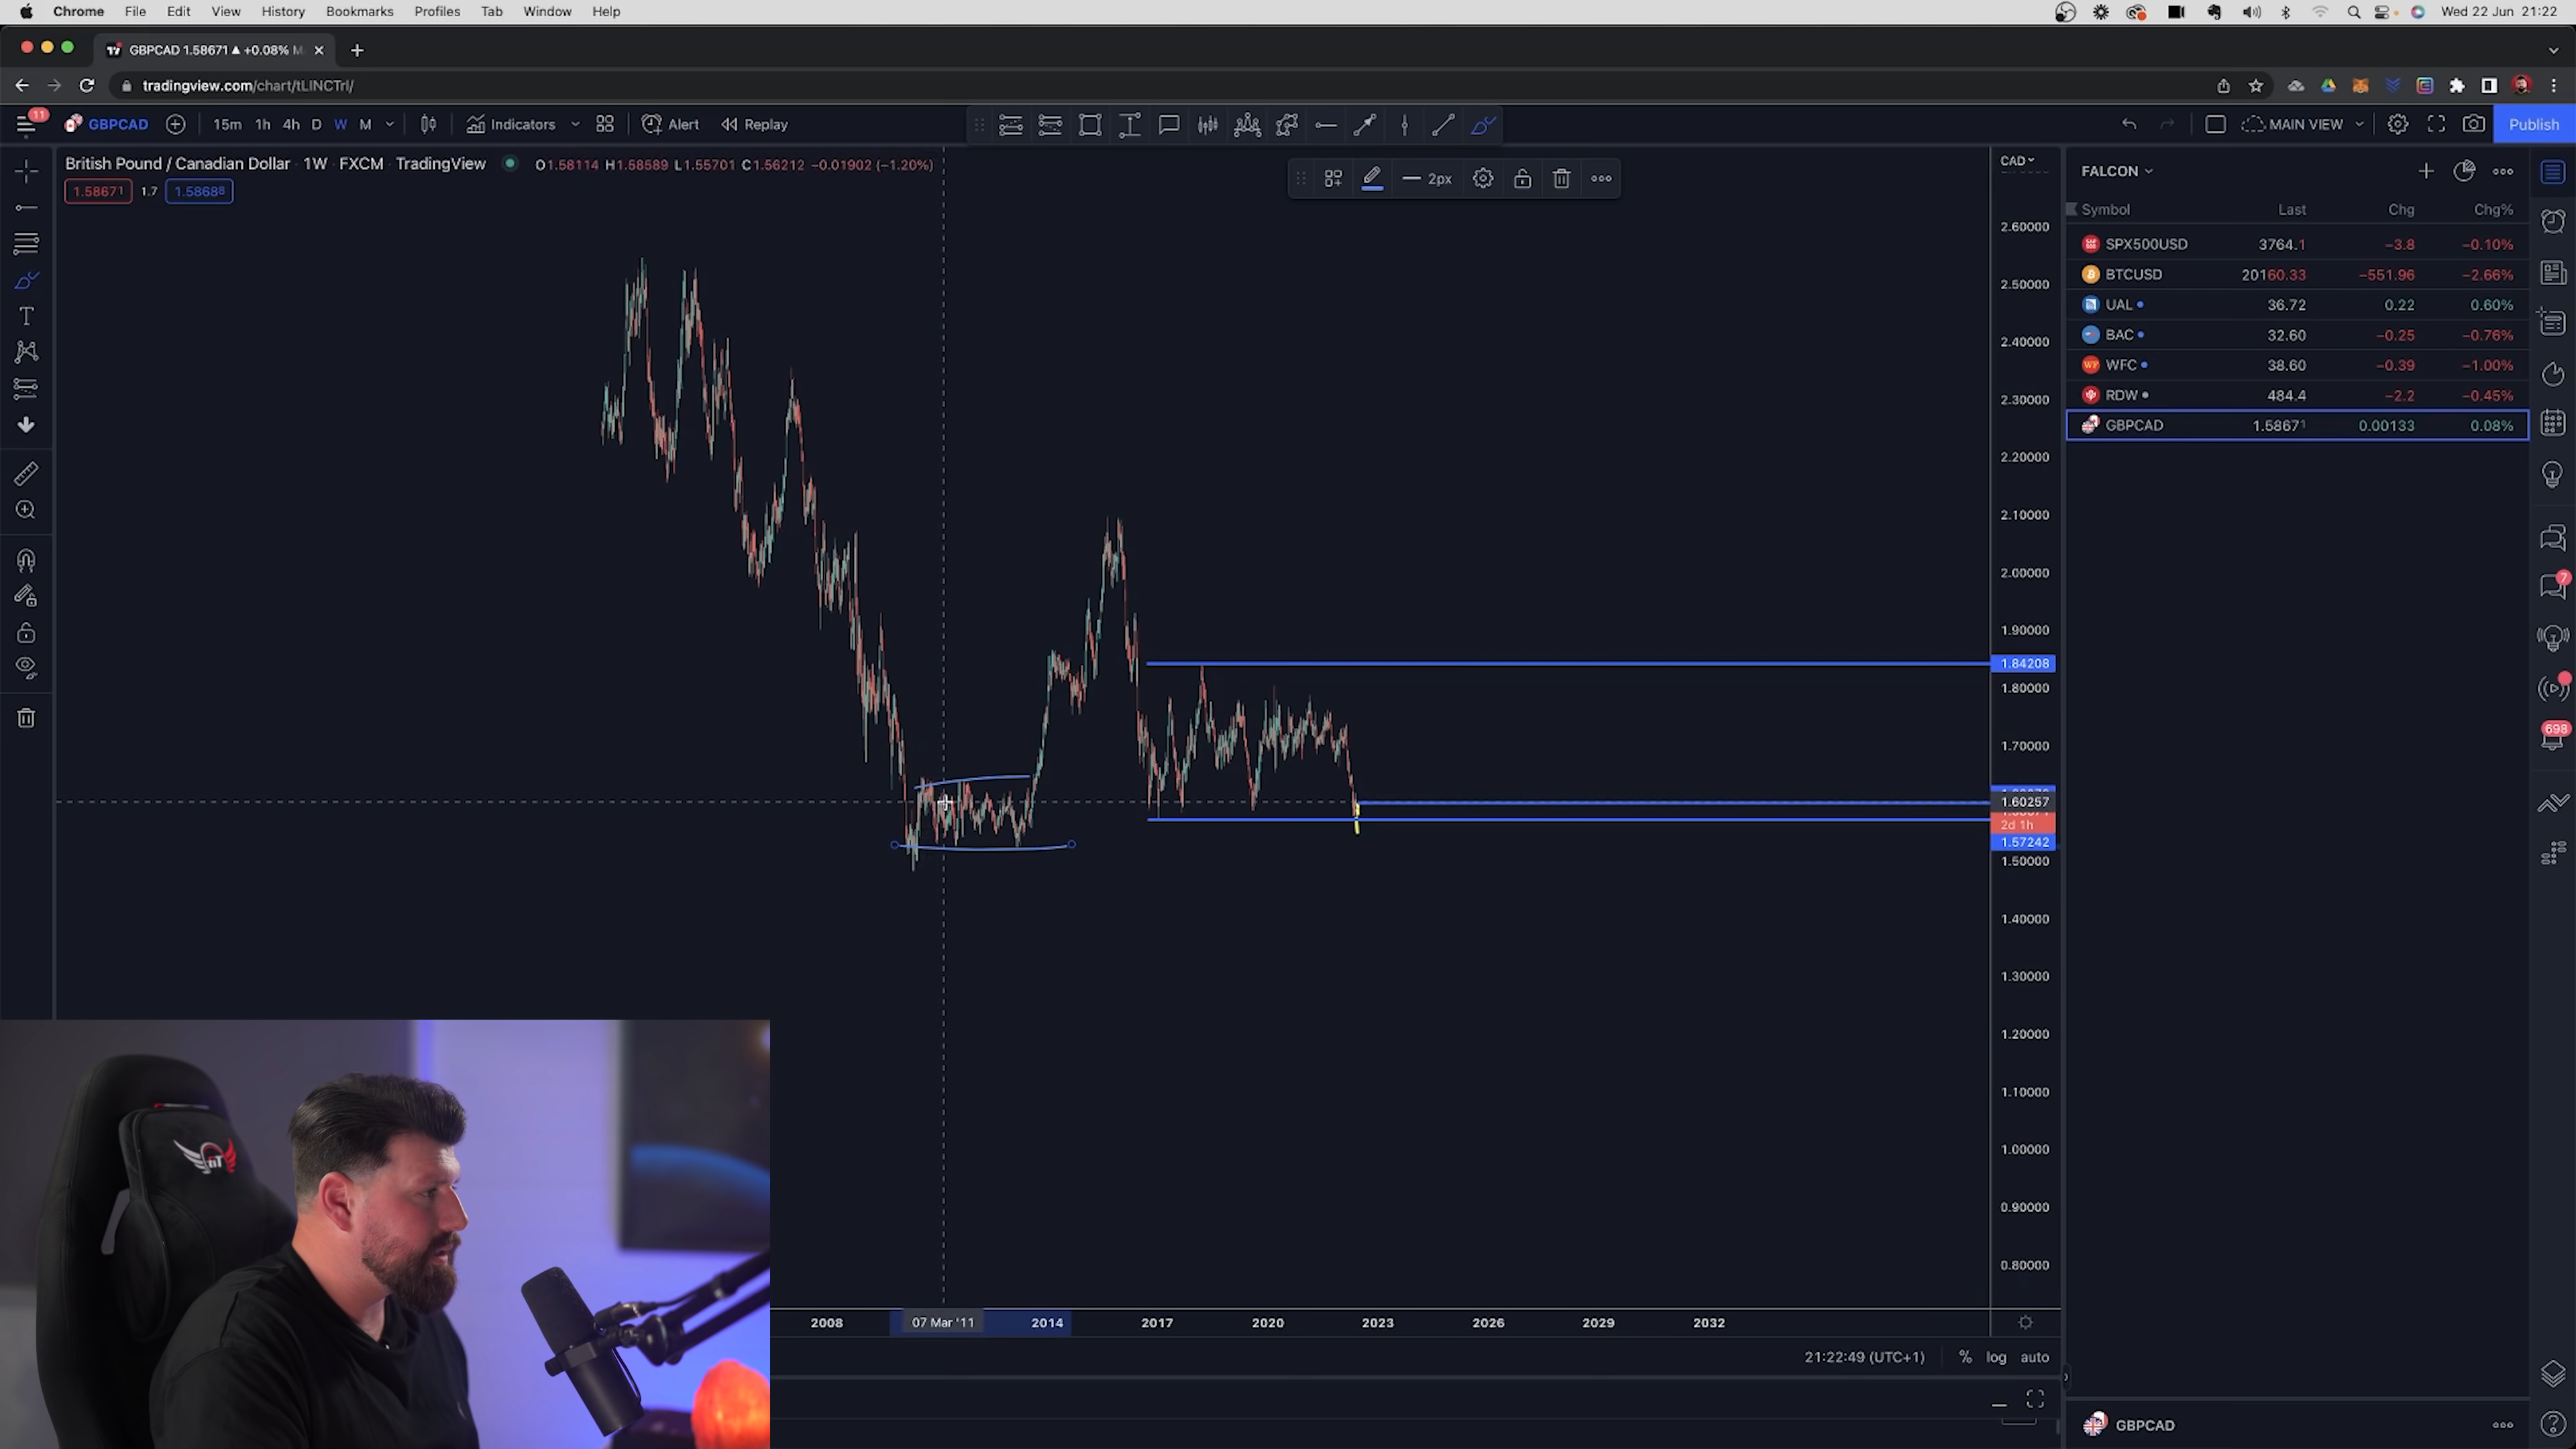 Chrome File Edit View History Bookmarks Profiles Tab Window Help Wed 22 Jun 21:22
GBPCAD 1.58671 ▲ +0.08% M
tradingview.com/chart/tLINCTrl/
11 GBPCAD 15m 1h 4h D W M Indicators Alert Replay MAIN VIEW Publish
British Pound / Canadian Dollar · 1W · FXCM · TradingView O1.58114 H1.58589 L1.55701 C1.56212 −0.01902 (−1.20%)
1.58671 1.7 1.58688
2px
CAD
2.60000
2.50000
2.40000
2.30000
2.20000
2.10000
2.00000
1.90000
1.84208
1.80000
1.70000
1.60257
2d 1h
1.57242
1.50000
1.40000
1.30000
1.20000
1.10000
1.00000
0.90000
0.80000
2008 07 Mar '11 2014 2017 2020 2023 2026 2029 2032
21:22:49 (UTC+1) % log auto
FALCON
Symbol Last Chg Chg%
SPX500USD 3764.1 −3.8 −0.10%
BTCUSD 20160.33 −551.96 −2.66%
UAL 36.72 0.22 0.60%
BAC 32.60 −0.25 −0.76%
WFC 38.60 −0.39 −1.00%
RDW 484.4 −2.2 −0.45%
GBPCAD 1.58671 0.00133 0.08%
7
698
GBPCAD